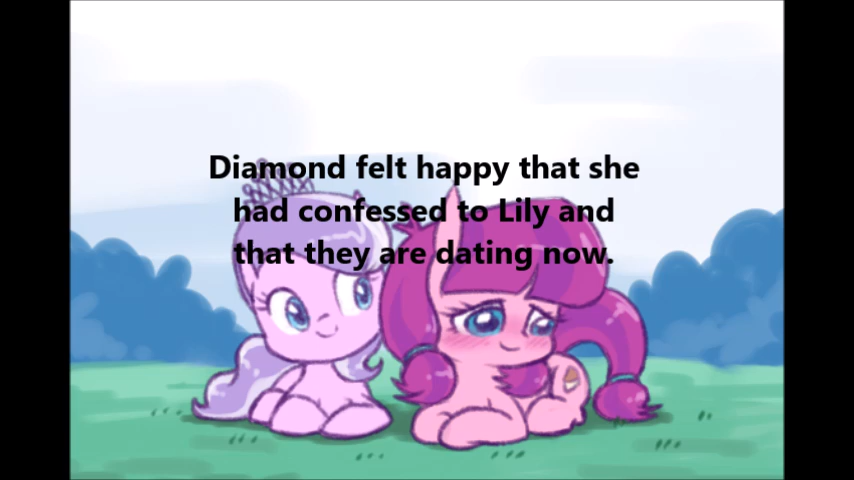 Diamond felt happy that she
had confessed to Lily and
that they are dating now.